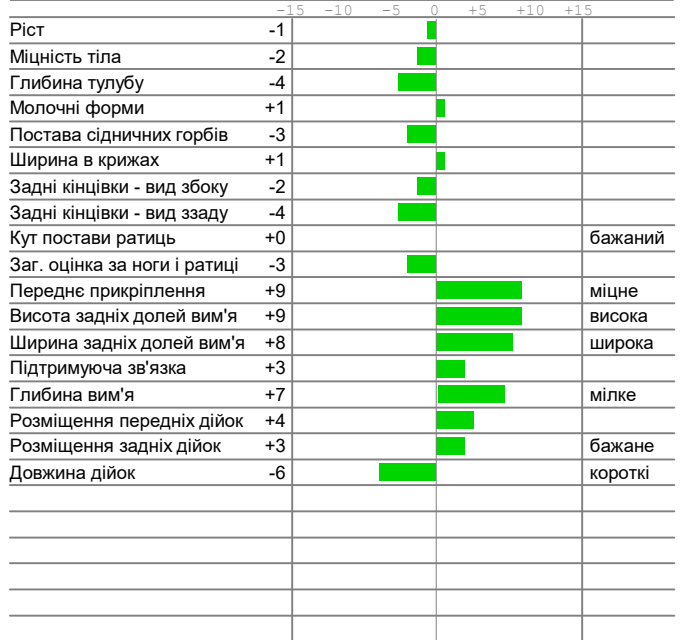 -15 -10 -5 0 +5 +10 +15
Ріст -1
Міцність тіла -2
Глибина тулубу -4
Молочні форми +1
Постава сідничних горбів -3
Ширина в крижах +1
Задні кінцівки - вид збоку -2
Задні кінцівки - вид ззаду -4
Кут постави ратиць +0 бажаний
Заг. оцінка за ноги і ратиці -3
Переднє прикріплення +9 міцне
Висота задніх долей вим'я +9 висока
Ширина задніх долей вим'я +8 широка
Підтримуюча зв'язка +3
Глибина вим'я +7 мілке
Розміщення передніх дійок +4
Розміщення задніх дійок +3 бажане
Довжина дійок -6 короткі